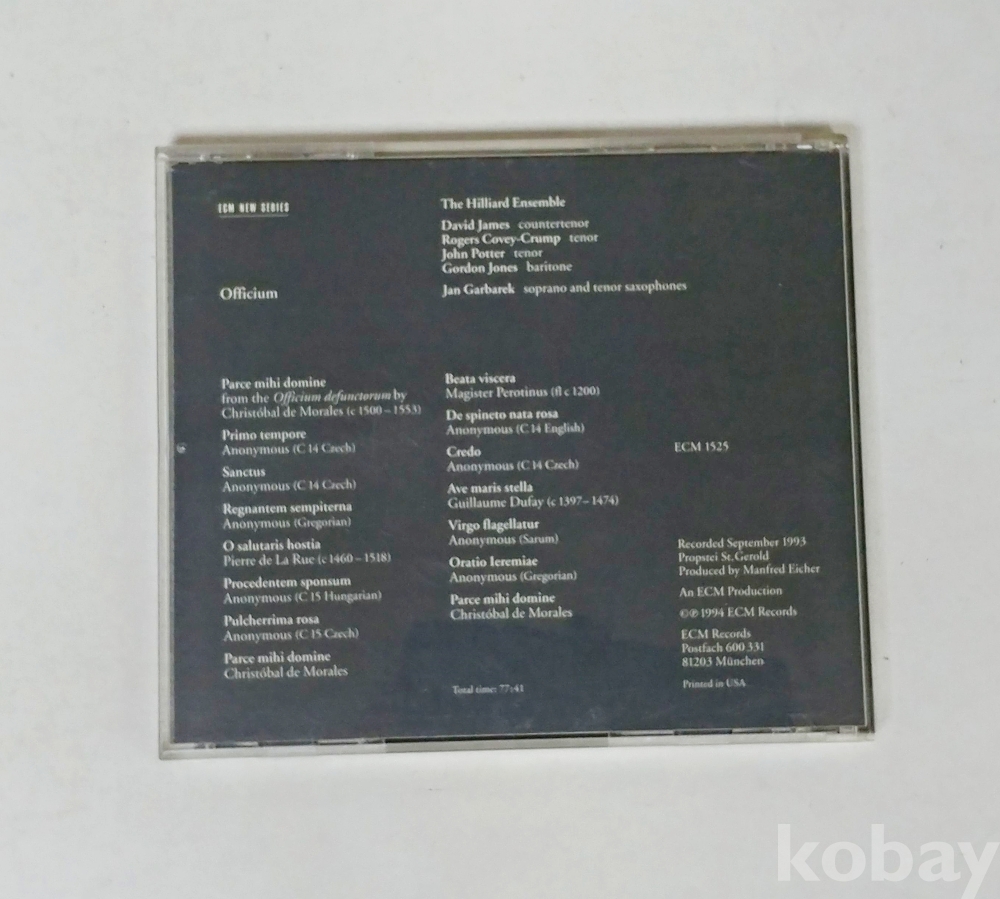 ECM NEW SERIES
The Hilliard Ensemble
David James countertenor
Rogers Covey-Crump tenor
John Potter tenor
Gordon Jones baritone
Officium
Jan Garbarek soprano and tenor saxophones
Parce mihi domine
from the Officium defunctorum by
Christóbal de Morales (c 1500–1553)
Primo tempore
Anonymous (C 14 Czech)
Sanctus
Anonymous (C 14 Czech)
Regnantem sempiterna
Anonymous (Gregorian)
O salutaris hostia
Pierre de La Rue (c 1460–1518)
Procedentem sponsum
Anonymous (C 15 Hungarian)
Pulcherrima rosa
Anonymous (C 15 Czech)
Parce mihi domine
Christóbal de Morales
Beata viscera
Magister Perotinus (fl c 1200)
De spineto nata rosa
Anonymous (C 14 English)
Credo
Anonymous (C 14 Czech)
Ave maris stella
Guillaume Dufay (c 1397–1474)
Virgo flagellatur
Anonymous (Sarum)
Oratio Ieremiae
Anonymous (Gregorian)
Parce mihi domine
Christóbal de Morales
Total time: 77:41
ECM 1525
Recorded September 1993
Propstei St. Gerold
Produced by Manfred Eicher
An ECM Production
©℗ 1994 ECM Records
ECM Records
Postfach 600 331
81203 München
Printed in USA
kobay